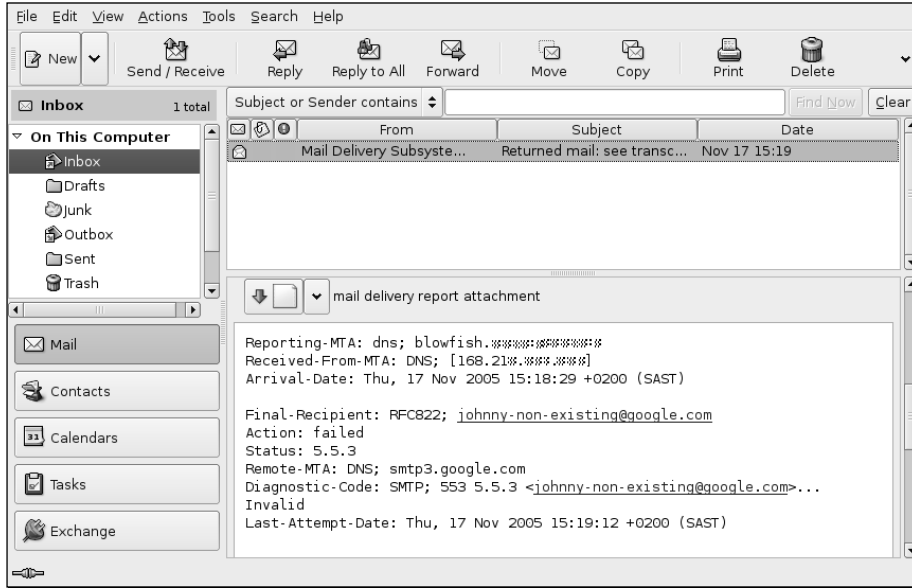 File Edit View Actions Tools Search Help
New Send / Receive Reply Reply to All Forward Move Copy Print Delete
Inbox 1 total
Subject or Sender contains Find Now Clear
On This Computer
Inbox
Drafts
Junk
Outbox
Sent
Trash
From Subject Date
Mail Delivery Subsyste... Returned mail: see transc... Nov 17 15:19
mail delivery report attachment
Mail
Contacts
31 Calendars
Tasks
Exchange
Reporting-MTA: dns; blowfish.
Received-From-MTA: DNS; [168.21
Arrival-Date: Thu, 17 Nov 2005 15:18:29 +0200 (SAST)
Final-Recipient: RFC822; johnny-non-existing@google.com
Action: failed
Status: 5.5.3
Remote-MTA: DNS; smtp3.google.com
Diagnostic-Code: SMTP; 553 5.5.3 <johnny-non-existing@google.com>...
Invalid
Last-Attempt-Date: Thu, 17 Nov 2005 15:19:12 +0200 (SAST)